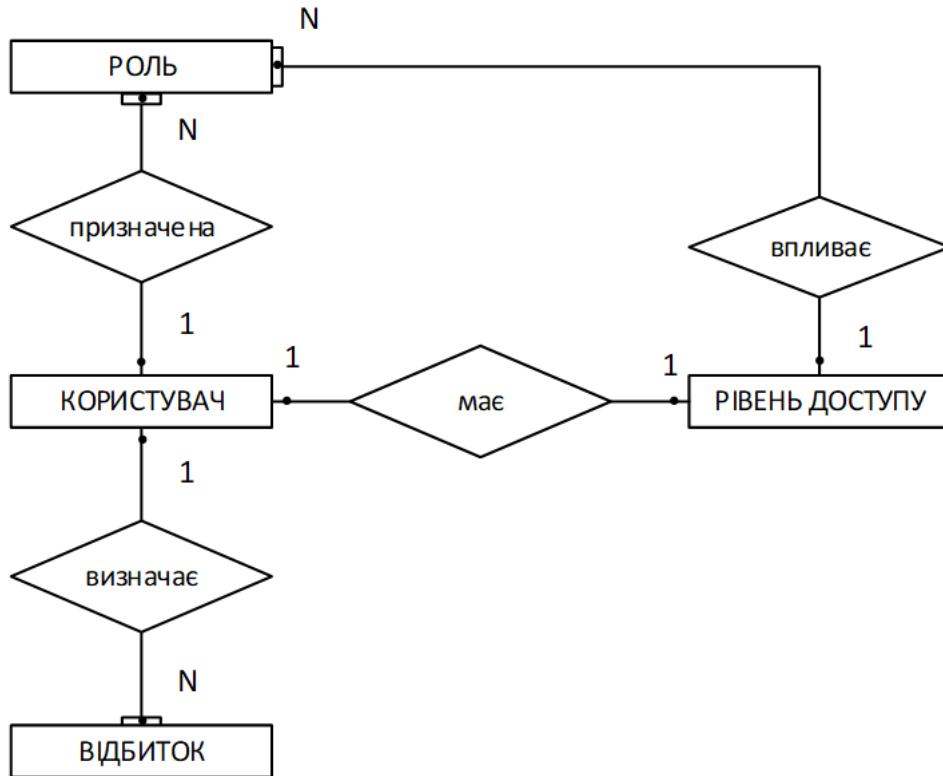 N
РОЛЬ
N
призначена
впливає
1
1
1
1
КОРИСТУВАЧ
має
РІВЕНЬ ДОСТУПУ
1
визначає
N
ВІДБИТОК